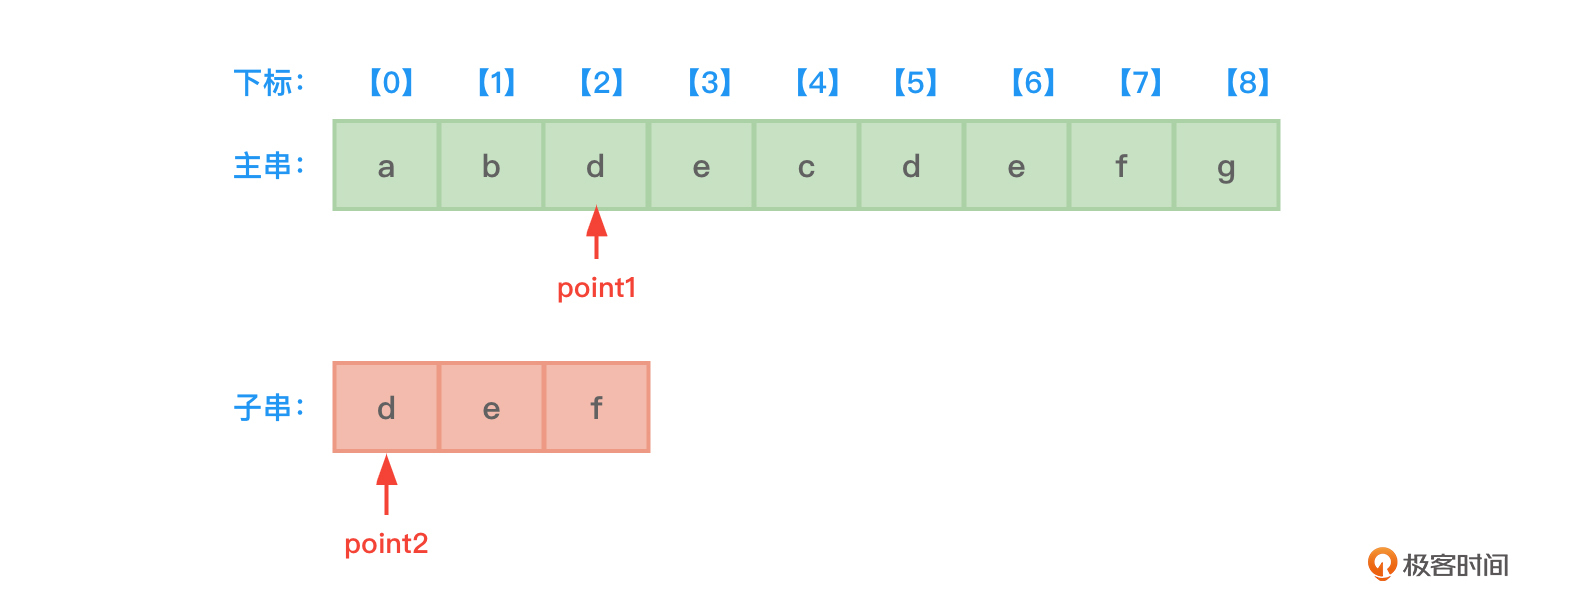 下标： 【0】 【1】 【2】 【3】 【4】 【5】 【6】 【7】 【8】
主串： a b d e c d e f g
point1
子串： d e f
point2
极客时间